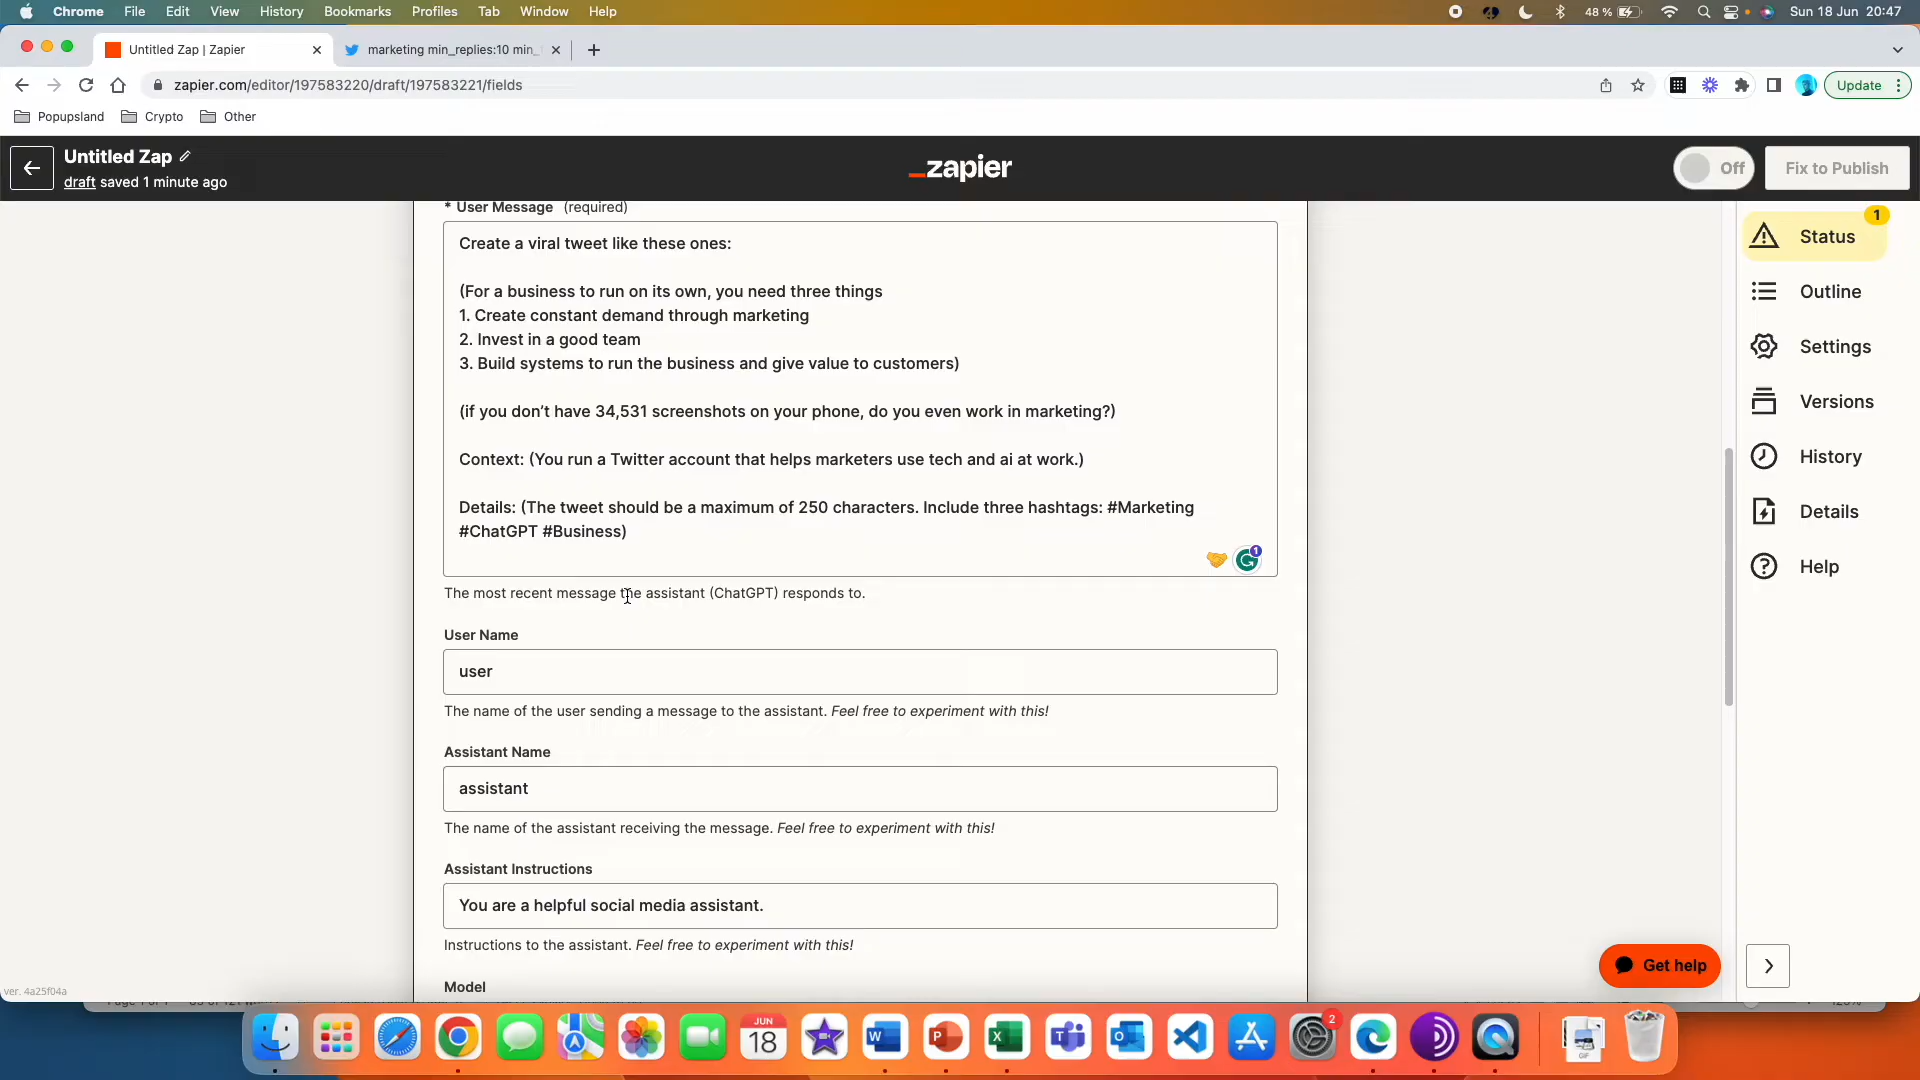 Chrome File Edit View History Bookmarks Profiles Tab Window Help
48 % Sun 18 Jun 20:47
Untitled Zap | Zapier
marketing min_replies:10 min_
zapier.com/editor/197583220/draft/197583221/fields
Update
Popupsland Crypto Other
Untitled Zap
draft saved 1 minute ago
_zapier
Off
Fix to Publish
* User Message (required)
Create a viral tweet like these ones:
(For a business to run on its own, you need three things
1. Create constant demand through marketing
2. Invest in a good team
3. Build systems to run the business and give value to customers)
(if you don’t have 34,531 screenshots on your phone, do you even work in marketing?)
Context: (You run a Twitter account that helps marketers use tech and ai at work.)
Details: (The tweet should be a maximum of 250 characters. Include three hashtags: #Marketing
#ChatGPT #Business)
1
The most recent message the assistant (ChatGPT) responds to.
User Name
user
The name of the user sending a message to the assistant. Feel free to experiment with this!
Assistant Name
assistant
The name of the assistant receiving the message. Feel free to experiment with this!
Assistant Instructions
You are a helpful social media assistant.
Instructions to the assistant. Feel free to experiment with this!
Model
1
Status
Outline
Settings
Versions
History
Details
Help
Get help
ver. 4a25f04a
JUN
18
2